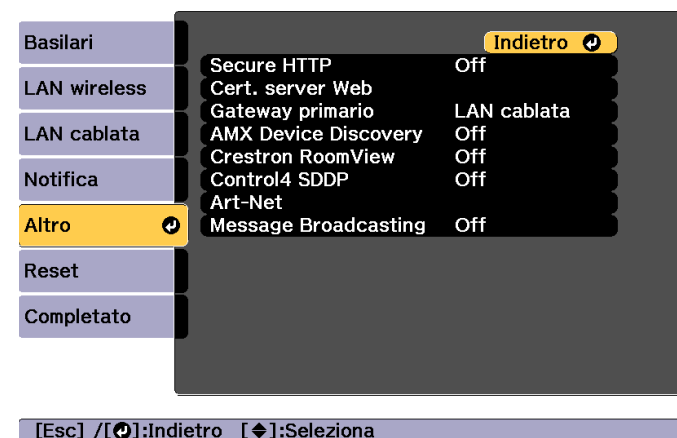 Basilari
LAN wireless
LAN cablata
Notifica
Altro
Reset
Completato
Indietro
Secure HTTP Off
Cert. server Web
Gateway primario LAN cablata
AMX Device Discovery Off
Crestron RoomView Off
Control4 SDDP Off
Art-Net
Message Broadcasting Off
[Esc] /[⏎]:Indietro [◆]:Seleziona